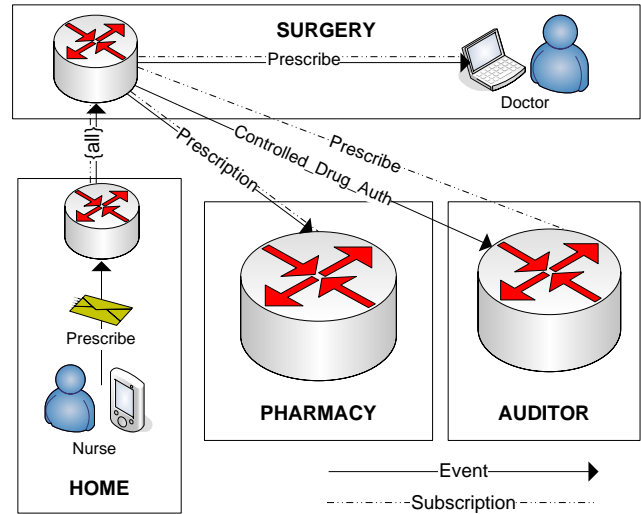 SURGERY
Prescribe
Doctor
{all}
Prescription
Controlled_Drug_Auth
Prescribe
Prescribe
Nurse
HOME
PHARMACY
AUDITOR
Event
Subscription